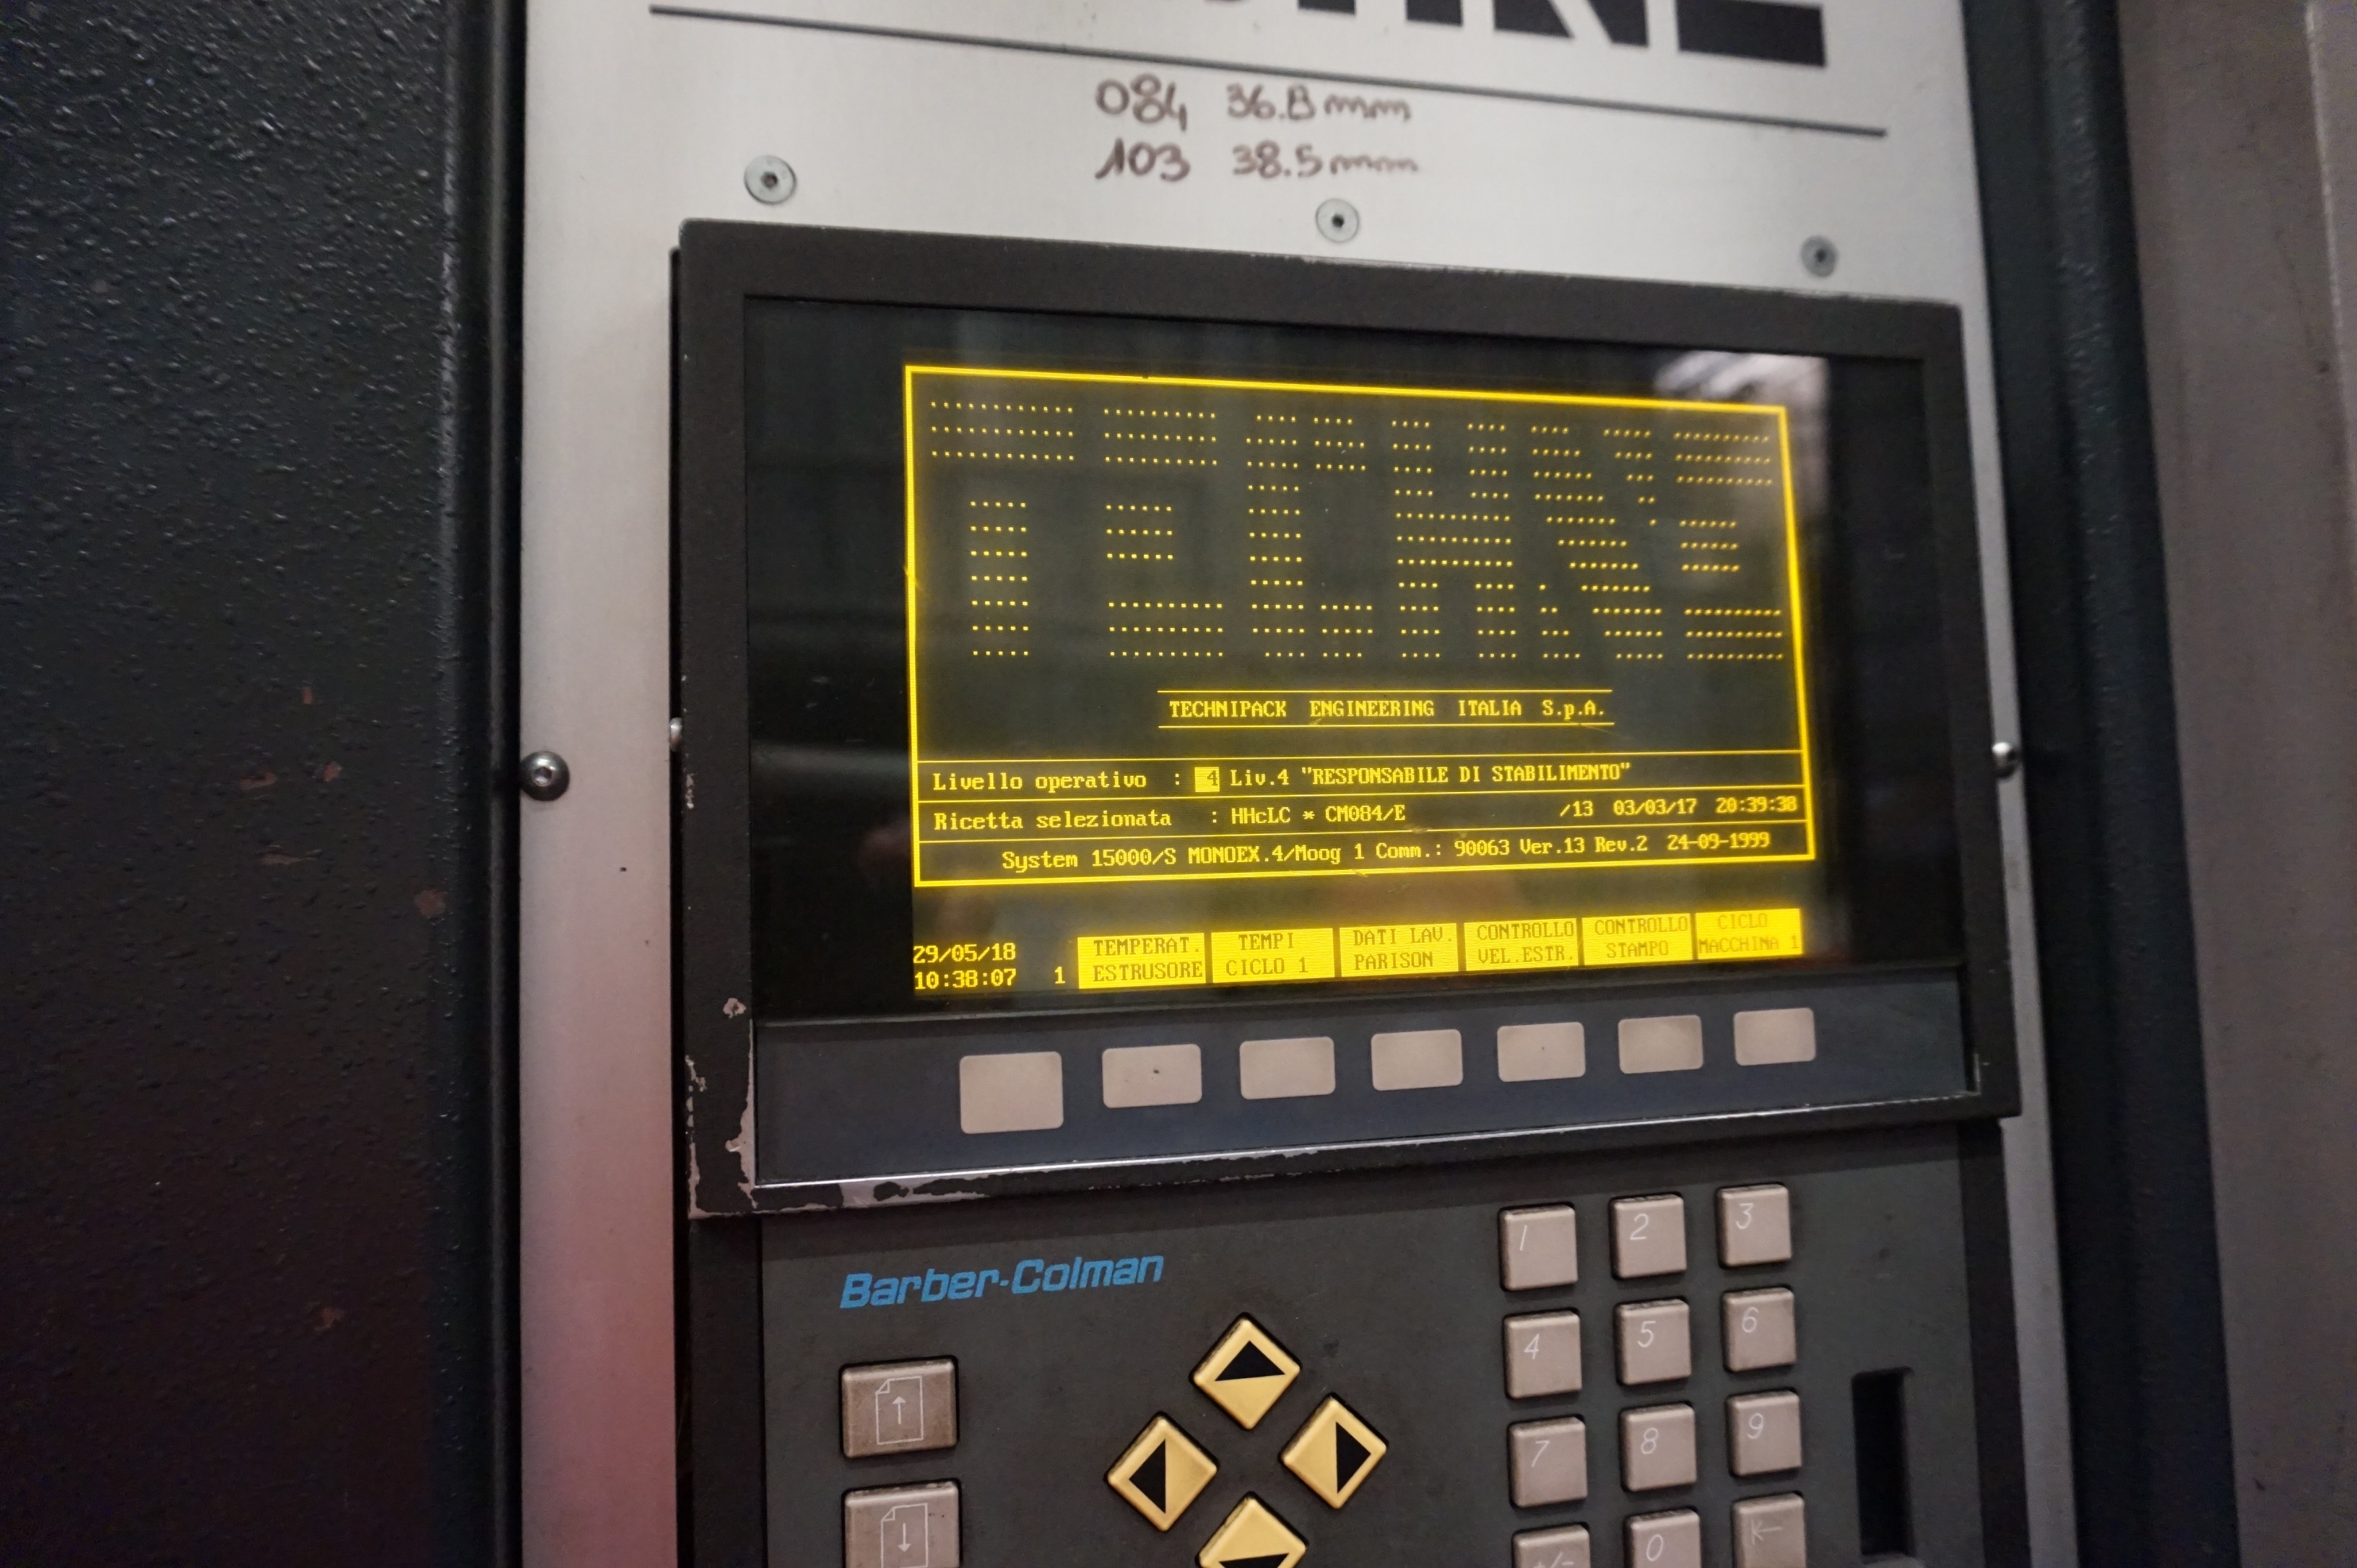 084 36.8mm
103 38.5mm
TECHNE
TECHNIPACK ENGINEERING ITALIA S.p.A.
Livello operativo : 4 Liv.4 "RESPONSABILE DI STABILIMENTO"
Ricetta selezionata : HHcLC * CM084/E /13 03/03/17 20:39:38
System 15000/S MONOEX.4/Moog 1 Comm.: 90063 Ver.13 Rev.2 24-09-1999
29/05/18
10:38:07 1
TEMPERAT.
ESTRUSORE
TEMPI
CICLO 1
DATI LAV.
PARISON
CONTROLLO
VEL.ESTR.
CONTROLLO
STAMPO
CICLO
MACCHINA 1
Barber-Colman
1 2 3
4 5 6
7 8 9
+/- 0